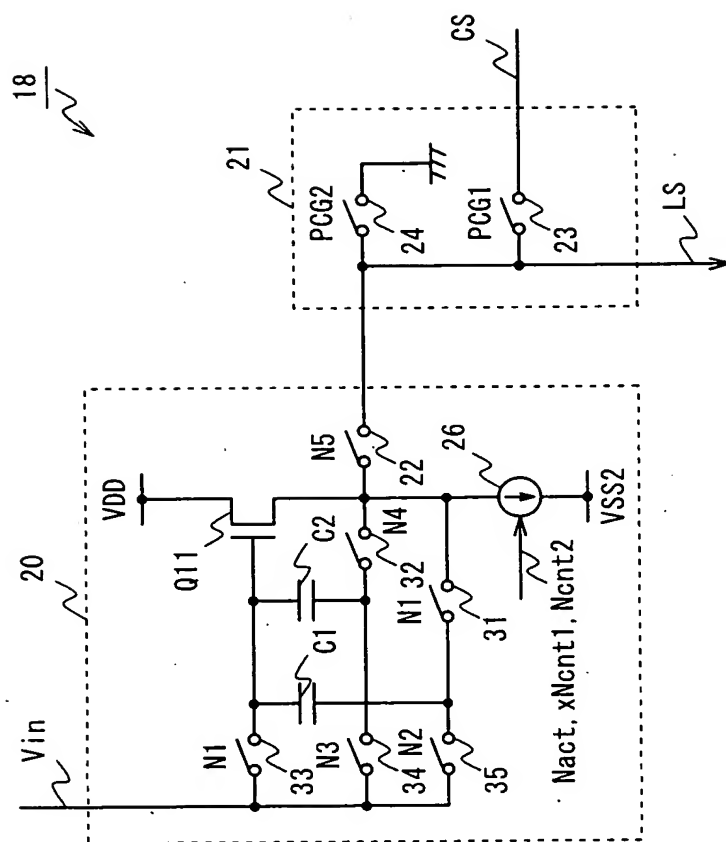 18
20
Vin
VDD
Q11
N5
22
PCG2
21
24
PCG1
23
CS
LS
N1
33
C1
C2
N3
34
N4
32
N2
35
N1
31
26
VSS2
Nact, xNcnt1, Ncnt2